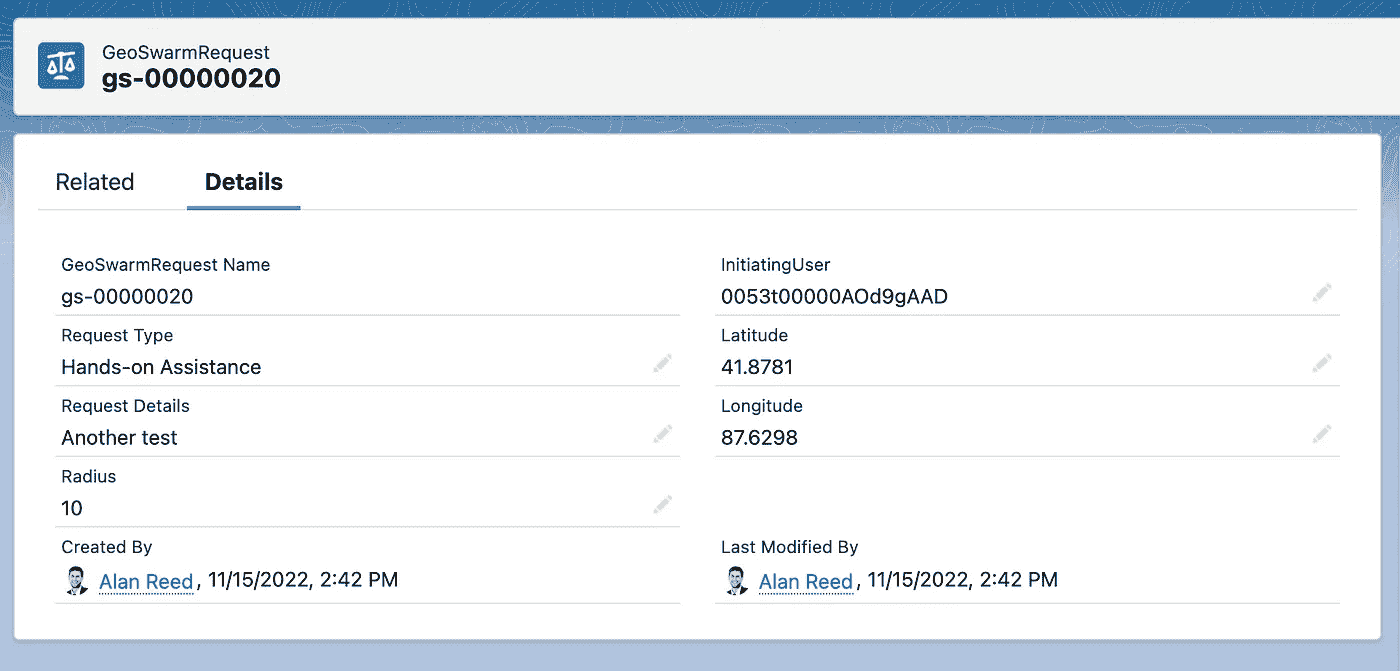 GeoSwarmRequest
gs-00000020
Related
Details
GeoSwarmRequest Name
gs-00000020
InitiatingUser
0053t00000AOd9gAAD
Request Type
Hands-on Assistance
Latitude
41.8781
Request Details
Another test
Longitude
87.6298
Radius
10
Created By
Alan Reed, 11/15/2022, 2:42 PM
Last Modified By
Alan Reed, 11/15/2022, 2:42 PM